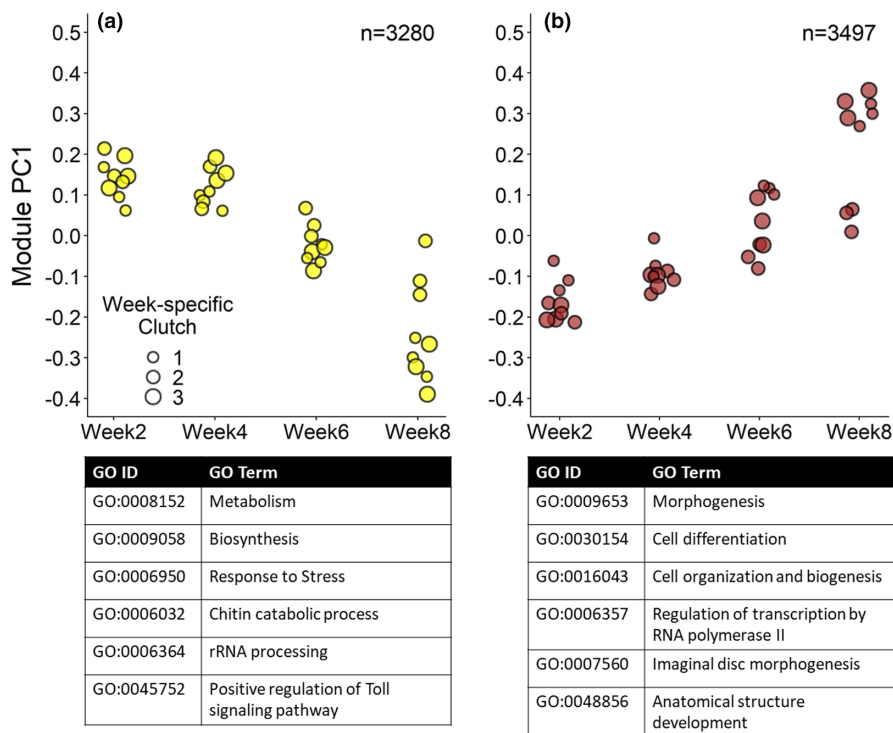 (a)
n=3280
0.5
0.4
0.3
0.2
0.1
0.0
-0.1
-0.2
-0.3
-0.4
Module PC1
Week-specific
Clutch
1
2
3
Week2 Week4 Week6 Week8
(b)
n=3497
0.5
0.4
0.3
0.2
0.1
0.0
-0.1
-0.2
-0.3
-0.4
Week2 Week4 Week6 Week8
GO ID GO Term
GO:0008152 Metabolism
GO:0009058 Biosynthesis
GO:0006950 Response to Stress
GO:0006032 Chitin catabolic process
GO:0006364 rRNA processing
GO:0045752 Positive regulation of Toll
signaling pathway
GO ID GO Term
GO:0009653 Morphogenesis
GO:0030154 Cell differentiation
GO:0016043 Cell organization and biogenesis
GO:0006357 Regulation of transcription by
RNA polymerase II
GO:0007560 Imaginal disc morphogenesis
GO:0048856 Anatomical structure
development